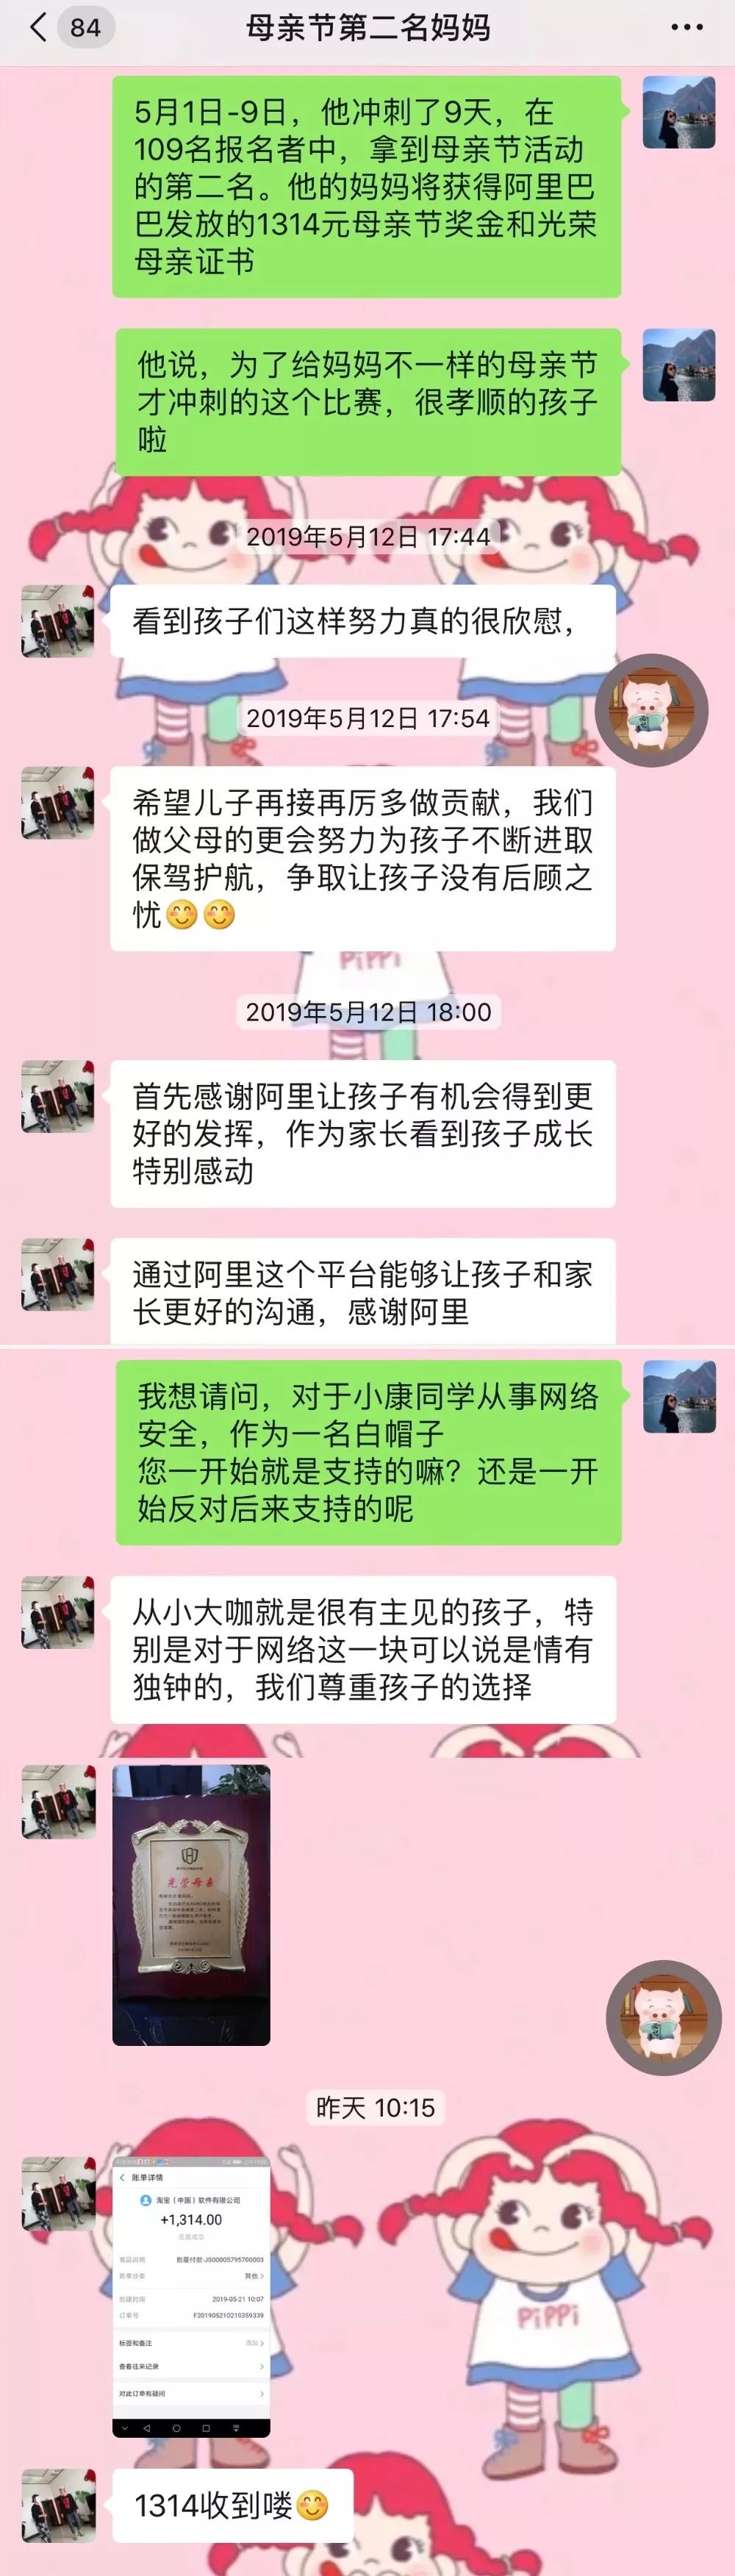 84
母亲节第二名妈妈
5月1日-9日，他冲刺了9天，在
109名报名者中，拿到母亲节活动
的第二名。他的妈妈将获得阿里巴
巴发放的1314元母亲节奖金和光荣
母亲证书
他说，为了给妈妈不一样的母亲节
才冲刺的这个比赛，很孝顺的孩子
啦
2019年5月12日 17:44
看到孩子们这样努力真的很欣慰，
2019年5月12日 17:54
希望儿子再接再厉多做贡献，我们
做父母的更会努力为孩子不断进取
保驾护航，争取让孩子没有后顾之
忧😊😊
PiPPi
2019年5月12日 18:00
首先感谢阿里让孩子有机会得到更
好的发挥，作为家长看到孩子成长
特别感动
通过阿里这个平台能够让孩子和家
长更好的沟通，感谢阿里
我想请问，对于小康同学从事网络
安全，作为一名白帽子
您一开始就是支持的嘛？还是一开
始反对后来支持的呢
从小大咖就是很有主见的孩子，特
别是对于网络这一块可以说是情有
独钟的，我们尊重孩子的选择
光荣母亲
昨天 10:15
账单详情
淘宝（中国）软件有限公司
+1,314.00
交易成功
商品说明 批量付款-JS00005795700003
账单分类 其他
创建时间 2019-05-21 10:07
订单号 F201905210219359339
标签和备注 添加
查看往来记录
对此订单有疑问
PiPPi
1314收到喽😊